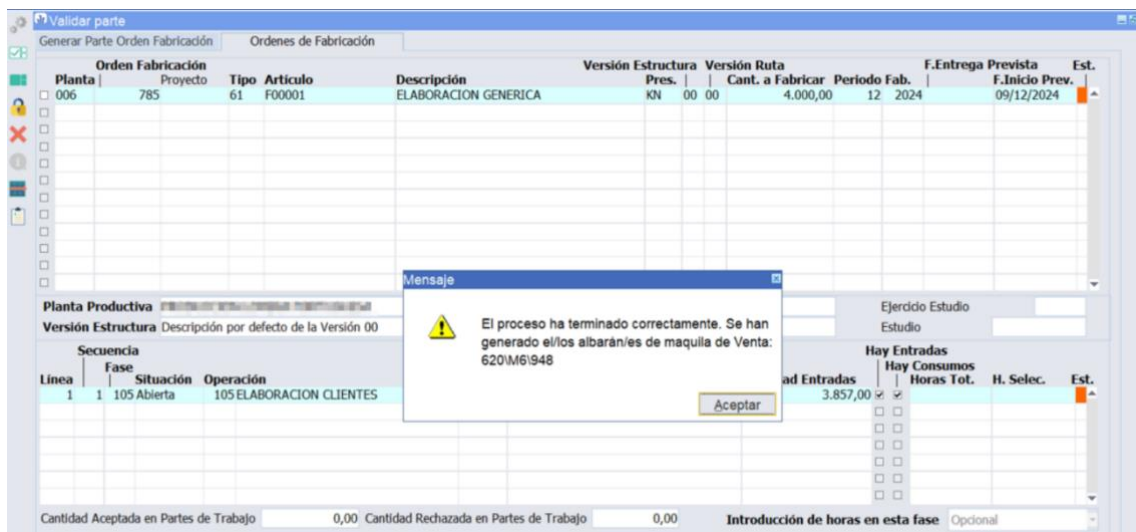 Validar parte
Generar Parte Orden Fabricación Ordenes de Fabricación
Orden Fabricación Versión Estructura Versión Ruta F.Entrega Prevista Est.
Planta Proyecto Tipo Artículo Descripción Pres. Cant. a Fabricar Periodo Fab. F.Inicio Prev.
006 785 61 F00001 ELABORACION GENERICA KN 00 00 4.000,00 12 2024 09/12/2024
Mensaje
El proceso ha terminado correctamente. Se han
generado el/los albarán/es de maquila de Venta:
620\M6\948
Aceptar
Planta Productiva Ejercicio Estudio
Versión Estructura Descripción por defecto de la Versión 00 Estudio
Secuencia Hay Entradas
Fase Hay Consumos
Línea Situación Operación ad Entradas Horas Tot. H. Selec. Est.
1 1 105 Abierta 105 ELABORACION CLIENTES 3.857,00
Cantidad Aceptada en Partes de Trabajo 0,00 Cantidad Rechazada en Partes de Trabajo 0,00 Introducción de horas en esta fase Opcional